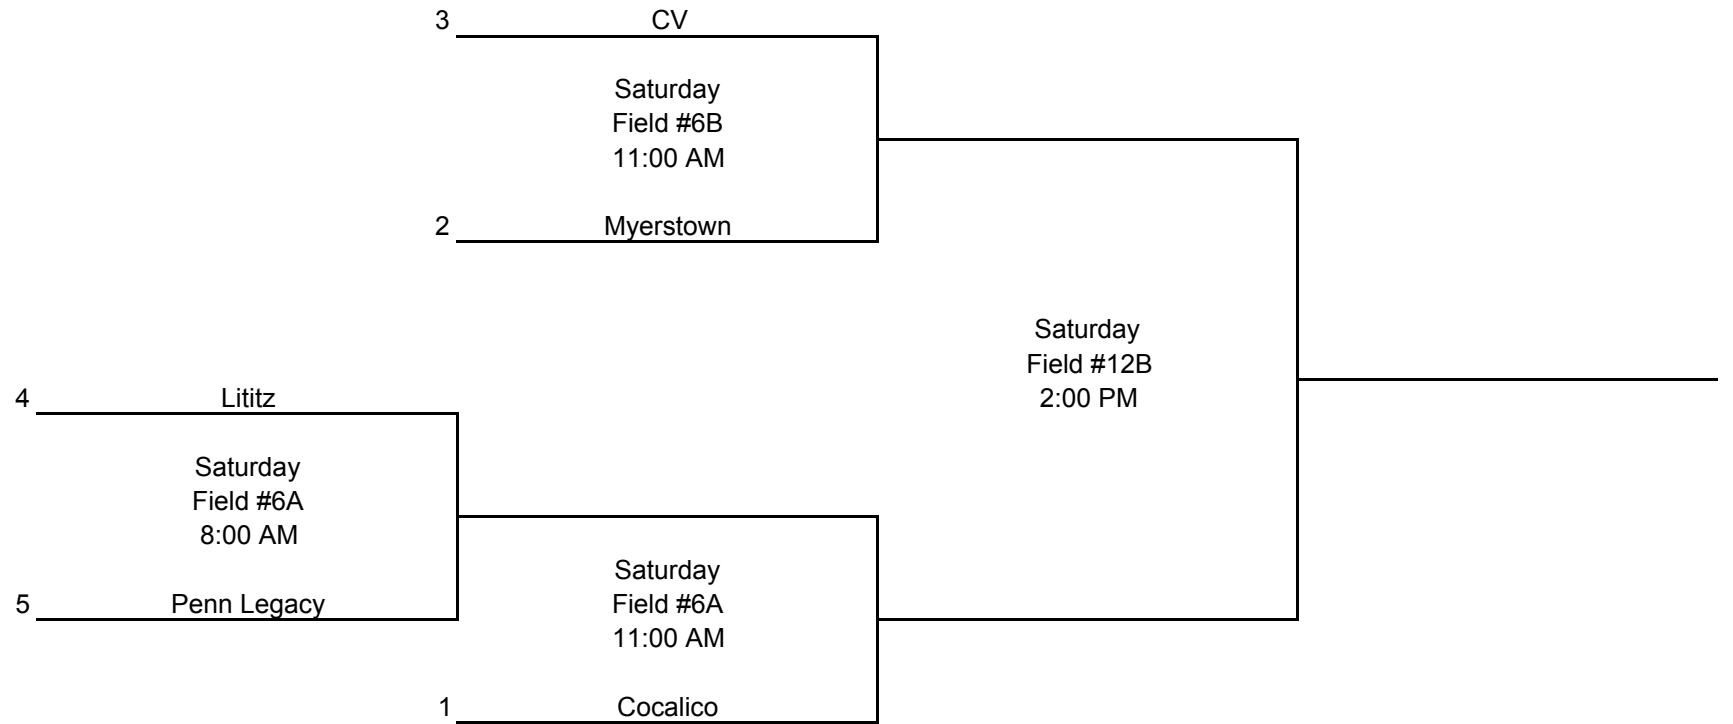 3 CV
Saturday
Field #6B
11:00 AM
2 Myerstown
Saturday
Field #12B
2:00 PM
4 Lititz
Saturday
Field #6A
8:00 AM
5 Penn Legacy
Saturday
Field #6A
11:00 AM
1 Cocalico